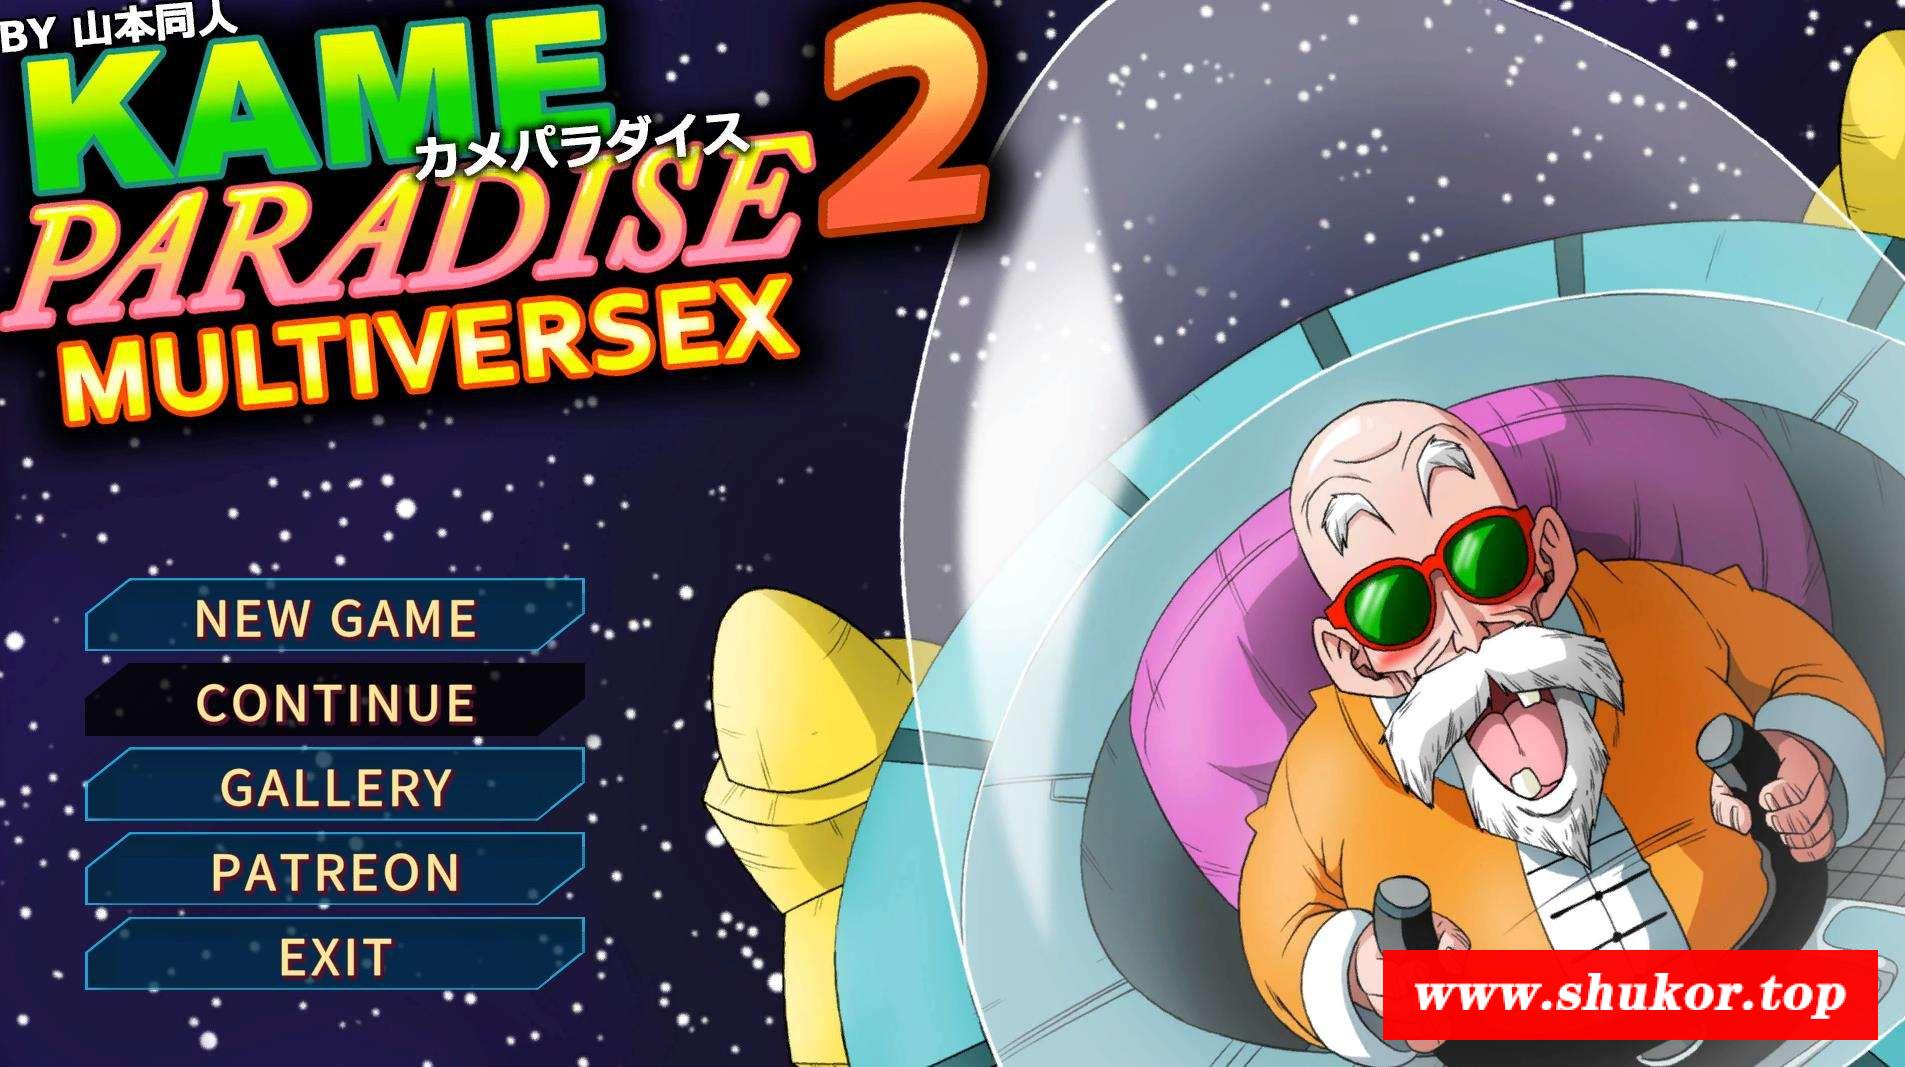 BY 山本同人
KAME
カメパラダイス
PARADISE 2
MULTIVERSEX
NEW GAME
CONTINUE
GALLERY
PATREON
EXIT
www.shukor.top